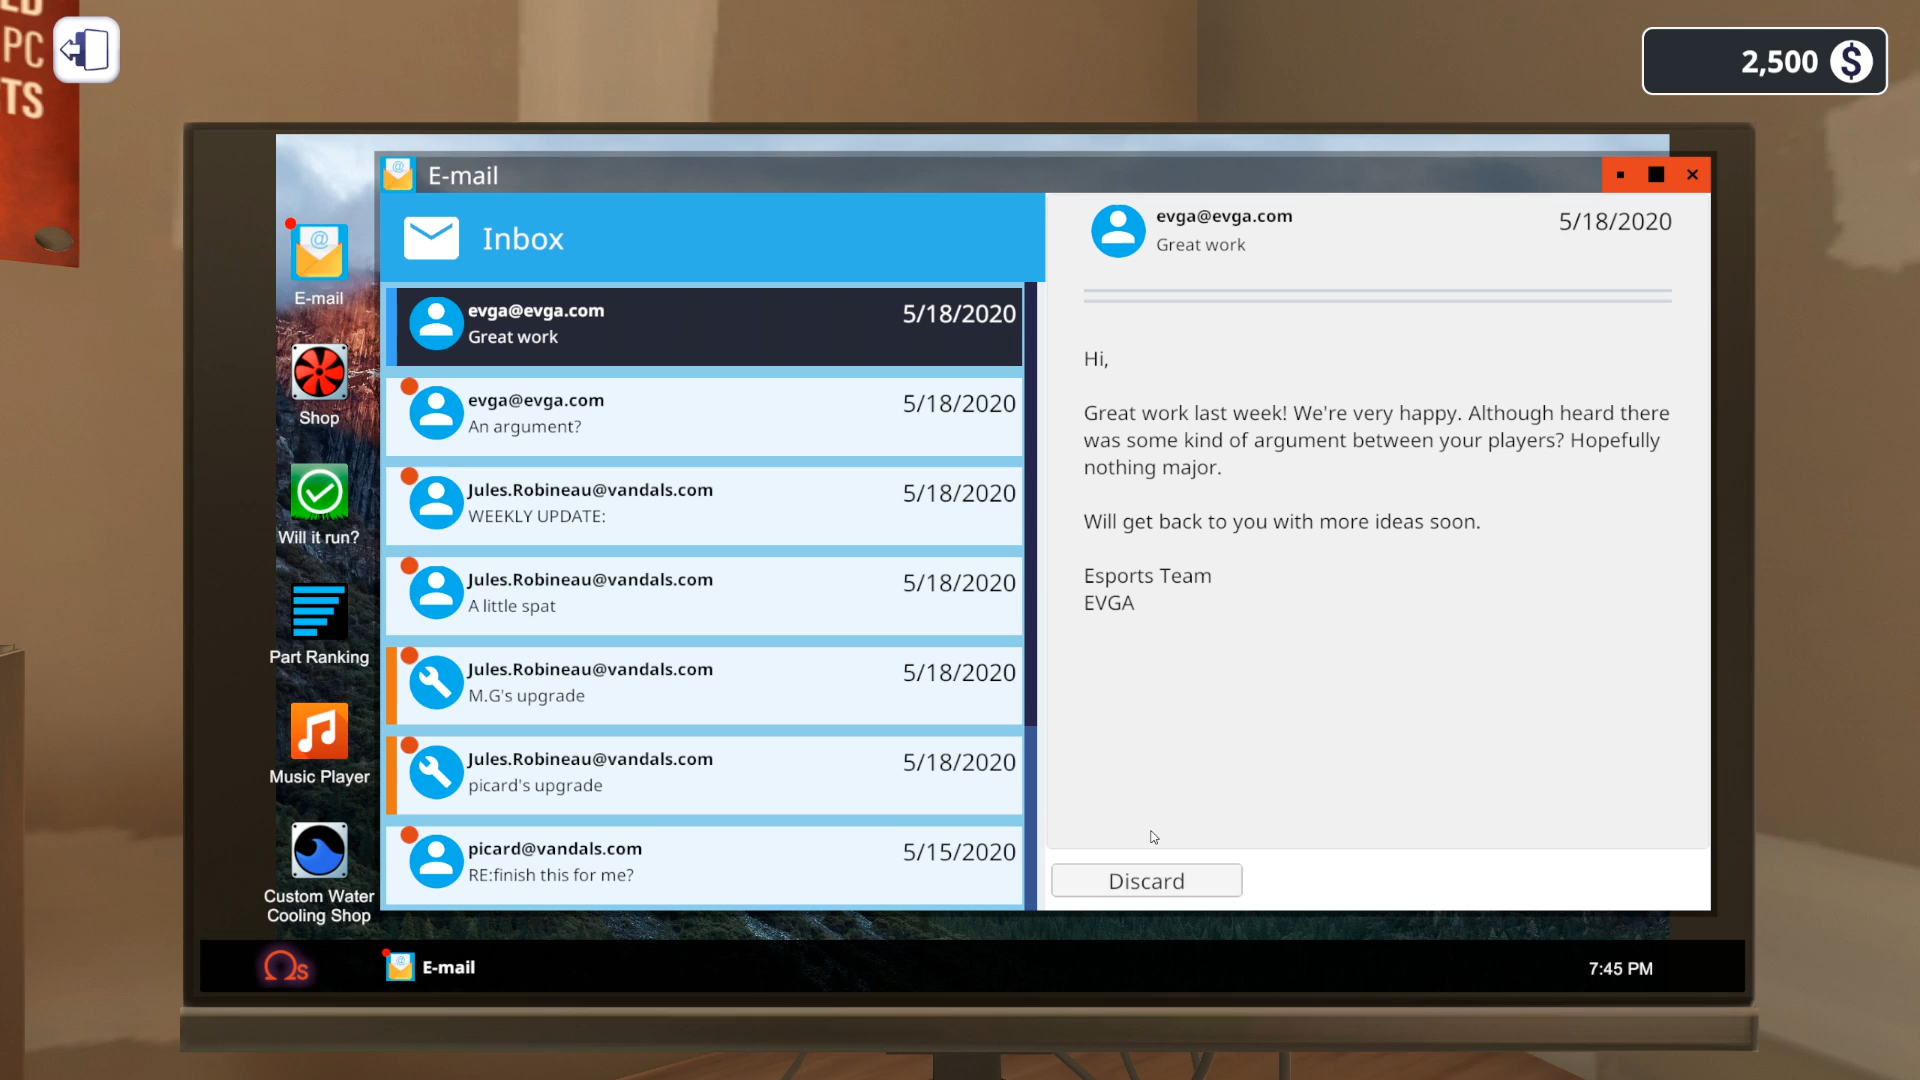 PC
TS
2,500
E-mail
Inbox
evga@evga.com
Great work
5/18/2020
evga@evga.com
An argument?
5/18/2020
Jules.Robineau@vandals.com
WEEKLY UPDATE:
5/18/2020
Jules.Robineau@vandals.com
A little spat
5/18/2020
Jules.Robineau@vandals.com
M.G's upgrade
5/18/2020
Jules.Robineau@vandals.com
picard's upgrade
5/18/2020
picard@vandals.com
RE:finish this for me?
5/15/2020
evga@evga.com
Great work
5/18/2020
Hi,
Great work last week! We're very happy. Although heard there
was some kind of argument between your players? Hopefully
nothing major.
Will get back to you with more ideas soon.
Esports Team
EVGA
Discard
E-mail
Shop
Will it run?
Part Ranking
Music Player
Custom Water
Cooling Shop
Ωs
E-mail
7:45 PM